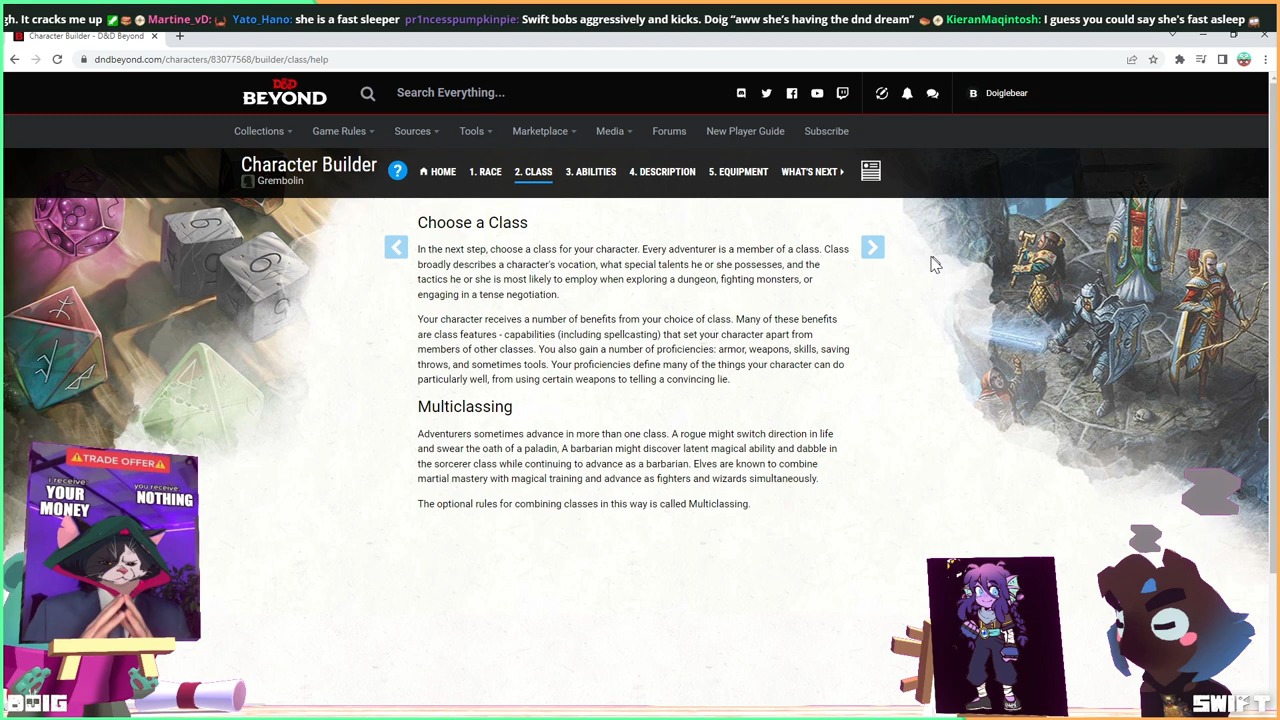 gh. It cracks me up Martine_vD: Yato_Hano: she is a fast sleeper pr1ncesspumpkinpie: Swift bobs aggressively and kicks. Doig “aww she’s having the dnd dream” KieranMaqintosh: I guess you could say she's fast asleep
Character Builder - D&D Beyond
dndbeyond.com/characters/83077568/builder/class/help
D&D BEYOND
Search Everything...
Doiglebear
Collections Game Rules Sources Tools Marketplace Media Forums New Player Guide Subscribe
Character Builder
Grembolin
? HOME 1. RACE 2. CLASS 3. ABILITIES 4. DESCRIPTION 5. EQUIPMENT WHAT'S NEXT
Choose a Class
In the next step, choose a class for your character. Every adventurer is a member of a class. Class
broadly describes a character's vocation, what special talents he or she possesses, and the
tactics he or she is most likely to employ when exploring a dungeon, fighting monsters, or
engaging in a tense negotiation.
Your character receives a number of benefits from your choice of class. Many of these benefits
are class features - capabilities (including spellcasting) that set your character apart from
members of other classes. You also gain a number of proficiencies: armor, weapons, skills, saving
throws, and sometimes tools. Your proficiencies define many of the things your character can do
particularly well, from using certain weapons to telling a convincing lie.
Multiclassing
Adventurers sometimes advance in more than one class. A rogue might switch direction in life
and swear the oath of a paladin, A barbarian might discover latent magical ability and dabble in
the sorcerer class while continuing to advance as a barbarian. Elves are known to combine
martial mastery with magical training and advance as fighters and wizards simultaneously.
The optional rules for combining classes in this way is called Multiclassing.
TRADE OFFER
i receive:
YOUR
MONEY
you receive:
NOTHING
DOIG
SWIFT